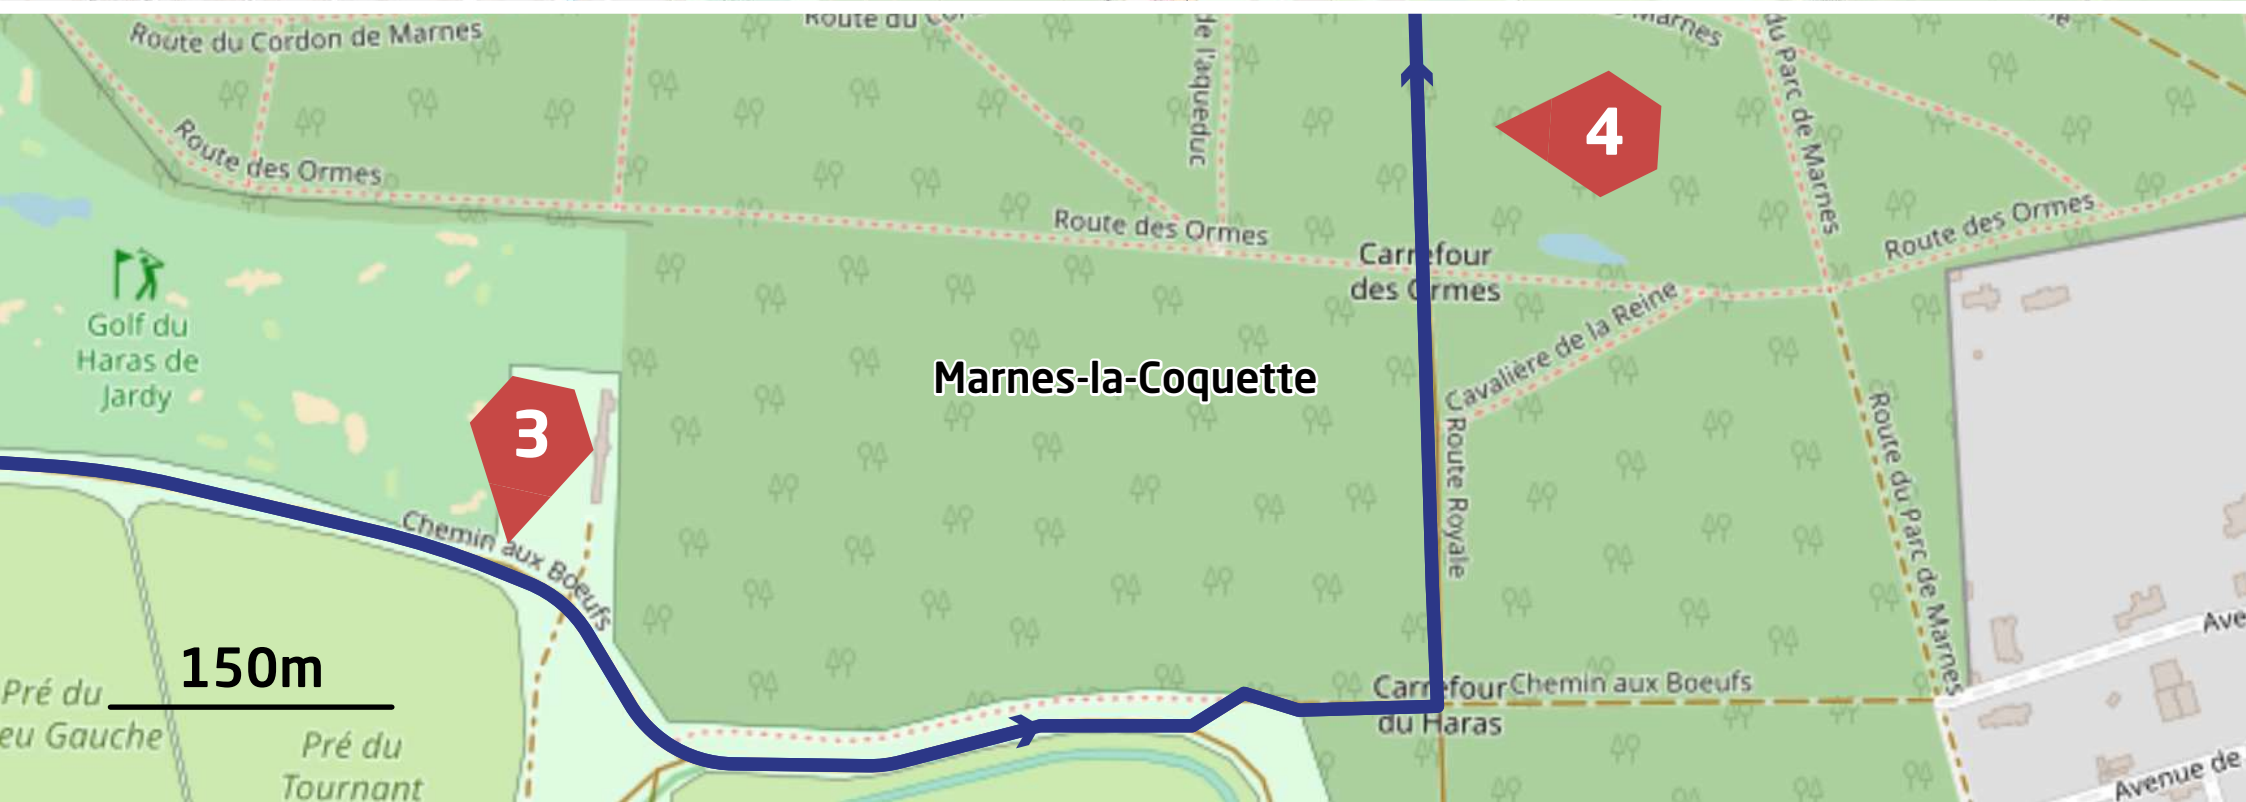 Route du Cordon de Marnes
Route du
Marnes
de l'aqueduc
du Parc de Marnes
4
Route des Ormes
Route des Ormes
Route des Ormes
Carrefour
des Ormes
Golf du
Haras de
Jardy
Cavalière de la Reine
Marnes-la-Coquette
3
Route Royale
Route du Parc de Marnes
Chemin aux Boeufs
150m
Carrefour
du Haras
Chemin aux Boeufs
Ave
Pré du
eu Gauche
Pré du
Tournant
Avenue de